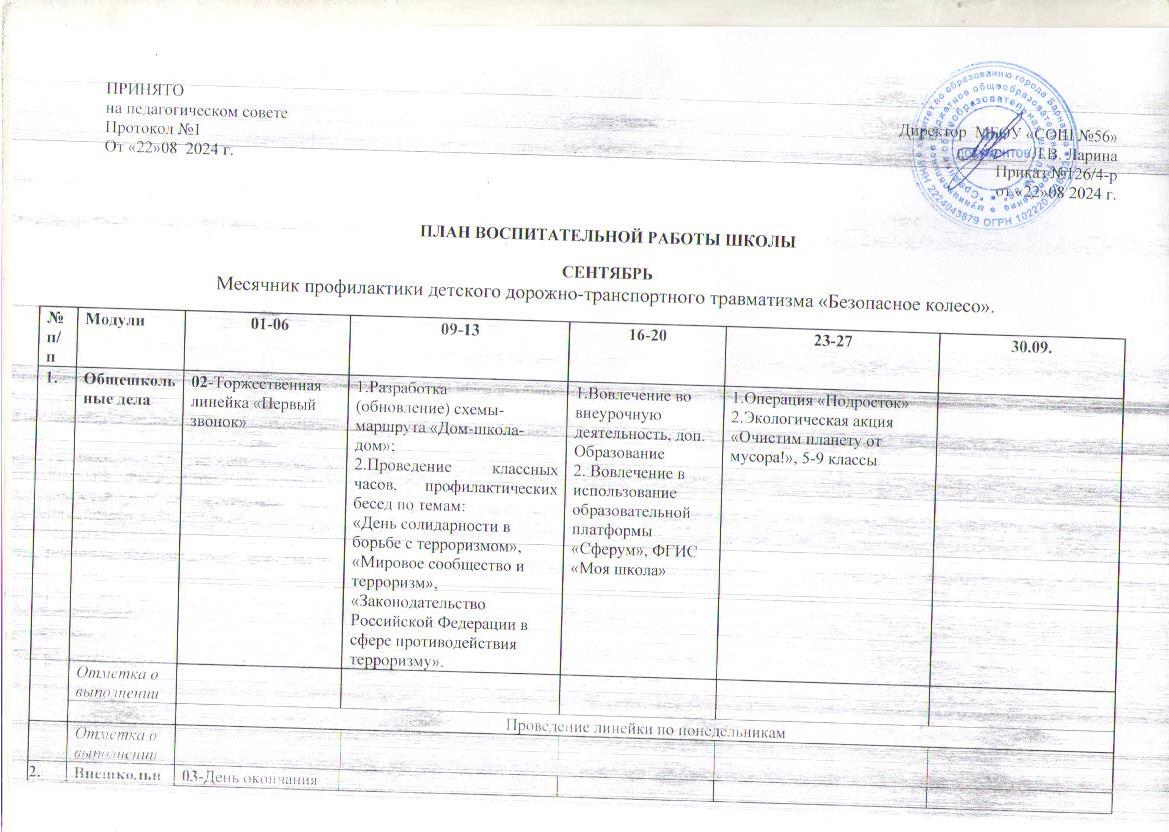 ПРИНЯТО
на педагогическом совете
Протокол №1
От «22»08 2024 г.
Директор МБОУ «СОШ №56»
Л.В. Ларина
Приказ №126/4-р
от «22»08 2024 г.
ПЛАН ВОСПИТАТЕЛЬНОЙ РАБОТЫ ШКОЛЫ
СЕНТЯБРЬ
Месячник профилактики детского дорожно-транспортного травматизма «Безопасное колесо».
№
п/
п
Модули
01-06
09-13
16-20
23-27
30.09.
1.
Общешколь
ные дела
02-Торжественная
линейка «Первый
звонок»
1.Разработка
(обновление) схемы-
маршрута «Дом-школа-
дом»;
2.Проведение классных
часов, профилактических
бесед по темам:
«День солидарности в
борьбе с терроризмом»,
«Мировое сообщество и
терроризм»,
«Законодательство
Российской Федерации в
сфере противодействия
терроризму».
1.Вовлечение во
внеурочную
деятельность, доп.
Образование
2. Вовлечение в
использование
образовательной
платформы
«Сферум», ФГИС
«Моя школа»
1.Операция «Подросток»
2.Экологическая акция
«Очистим планету от
мусора!», 5-9 классы
Отметка о
выполнении
Проведение линейки по понедельникам
Отметка о
выполнении
2.
Внешкольн
03-День окончания